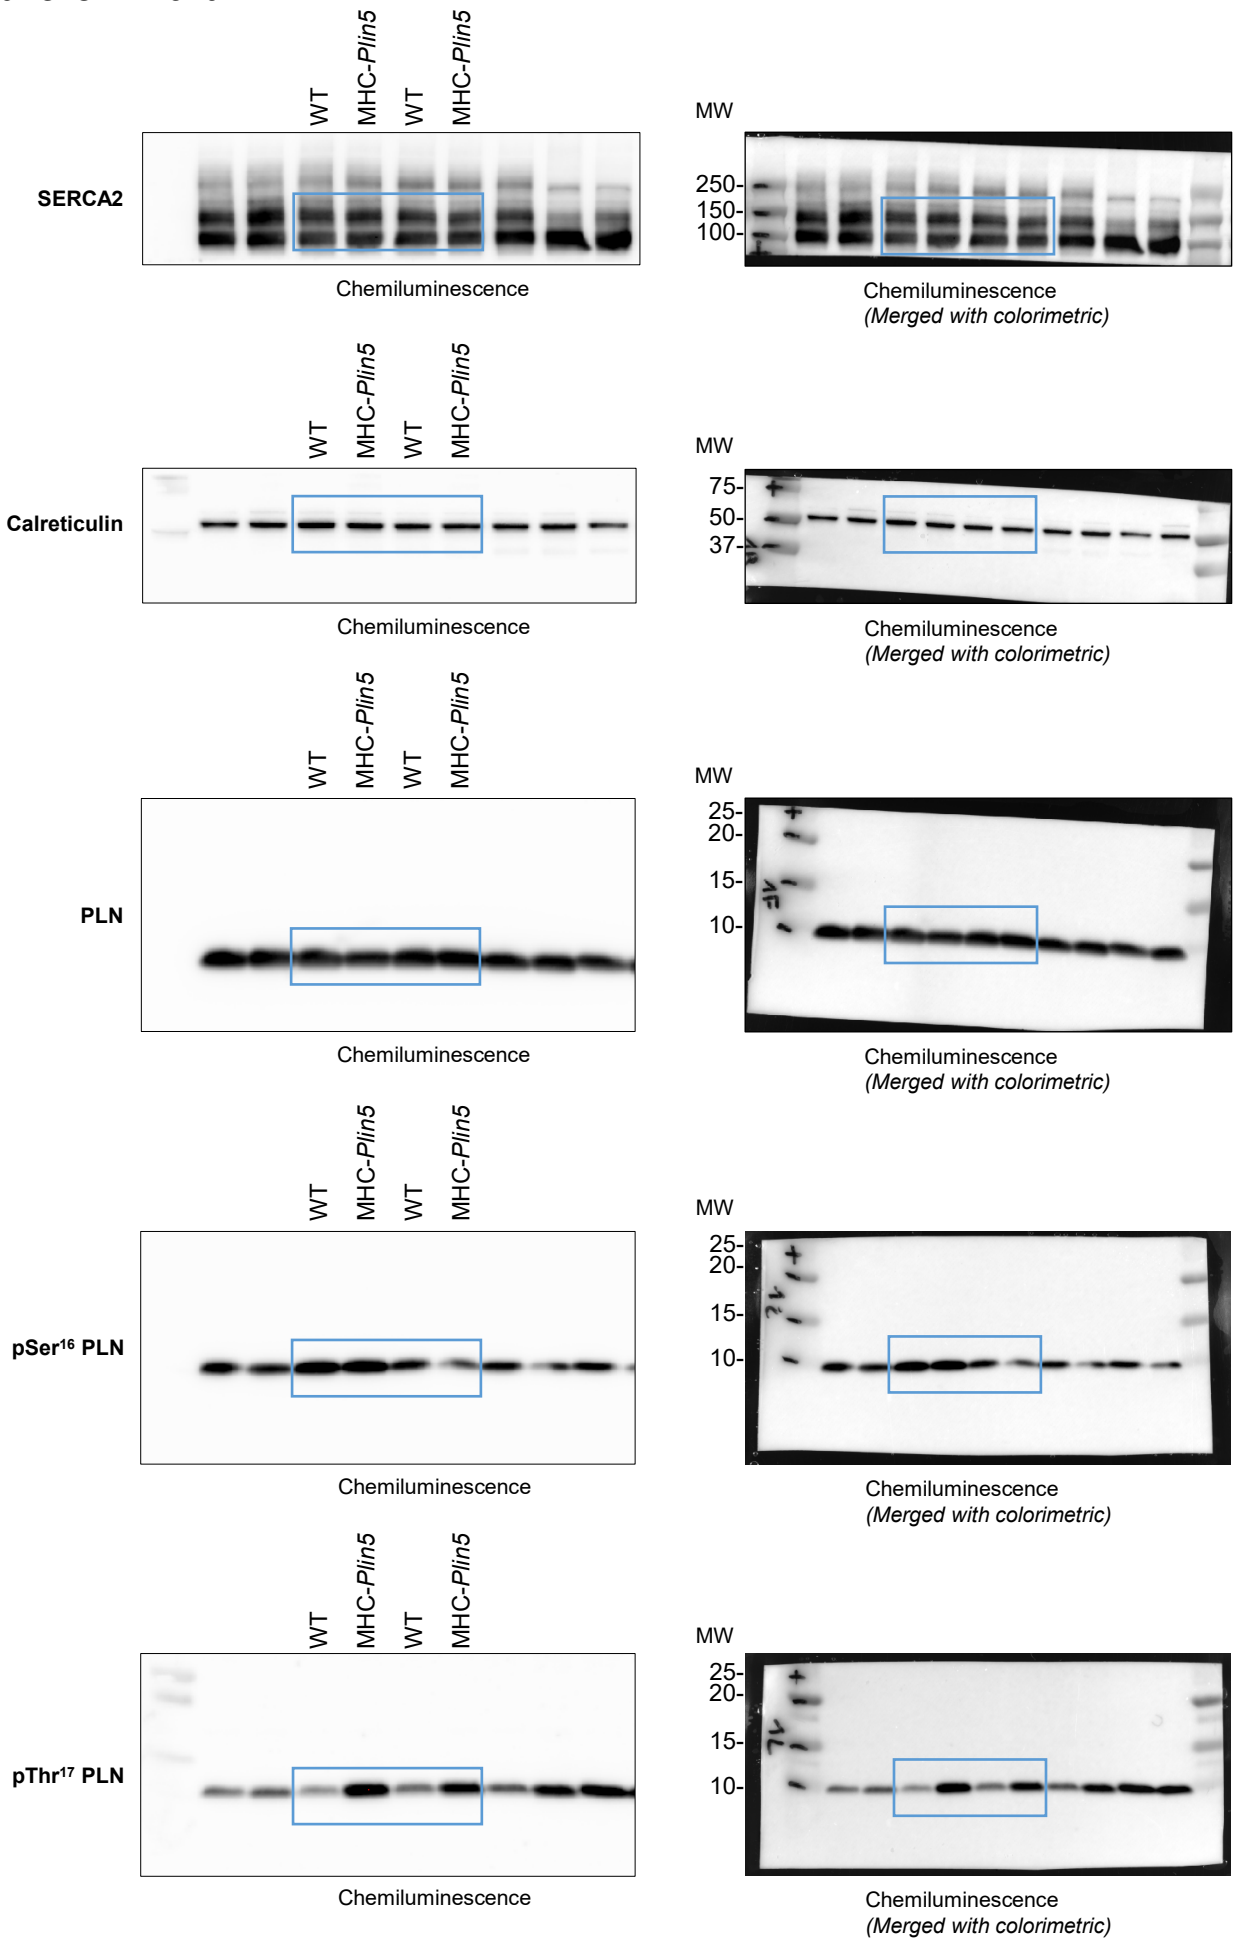 WT MHC-Plin5 WT MHC-Plin5
MW
SERCA2
250-
150-
100-
Chemiluminescence
Chemiluminescence
(Merged with colorimetric)
WT MHC-Plin5 WT MHC-Plin5
MW
Calreticulin
75-
50-
37-
Chemiluminescence
Chemiluminescence
(Merged with colorimetric)
WT MHC-Plin5 WT MHC-Plin5
MW
PLN
25-
20-
15-
10-
Chemiluminescence
Chemiluminescence
(Merged with colorimetric)
WT MHC-Plin5 WT MHC-Plin5
MW
pSer¹⁶ PLN
25-
20-
15-
10-
Chemiluminescence
Chemiluminescence
(Merged with colorimetric)
WT MHC-Plin5 WT MHC-Plin5
MW
pThr¹⁷ PLN
25-
20-
15-
10-
Chemiluminescence
Chemiluminescence
(Merged with colorimetric)